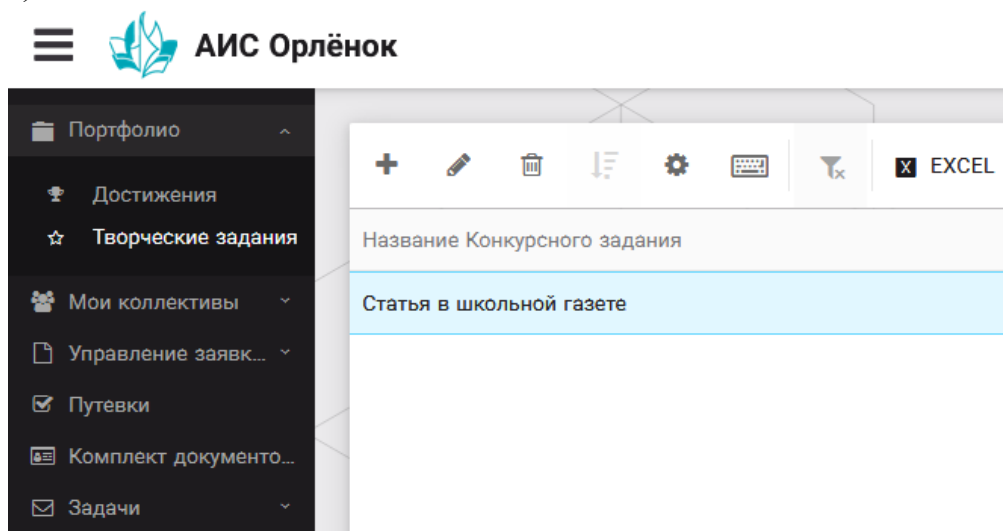 АИС Орлёнок
Портфолио
Достижения
Творческие задания
Мои коллективы
Управление заявк...
Путевки
Комплект документо...
Задачи
EXCEL
Название Конкурсного задания
Статья в школьной газете